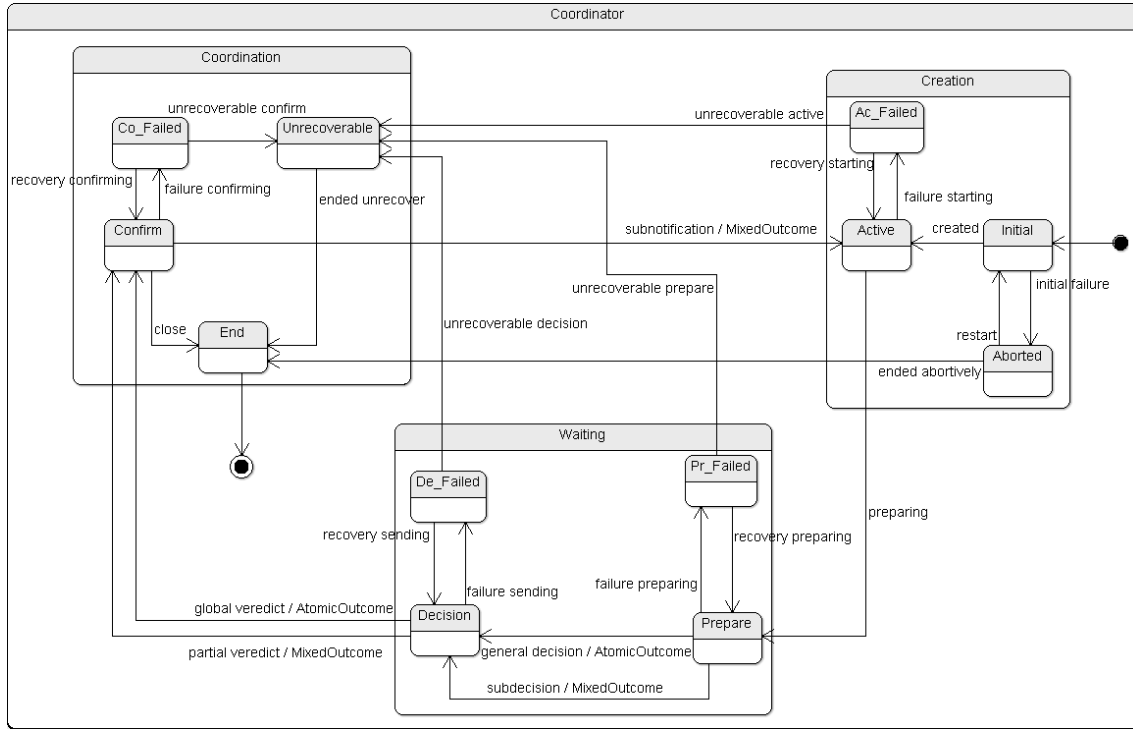 Coordinator
Coordination
Creation
unrecoverable confirm
unrecoverable active
Co_Failed
Unrecoverable
Ac_Failed
recovery confirming
failure confirming
ended unrecover
recovery starting
failure starting
Confirm
subnotification / MixedOutcome
Active
created
Initial
unrecoverable prepare
initial failure
close
End
unrecoverable decision
restart
Aborted
ended abortively
Waiting
De_Failed
Pr_Failed
preparing
recovery sending
recovery preparing
failure sending
failure preparing
global veredict / AtomicOutcome
Decision
Prepare
partial veredict / MixedOutcome
general decision / AtomicOutcome
subdecision / MixedOutcome